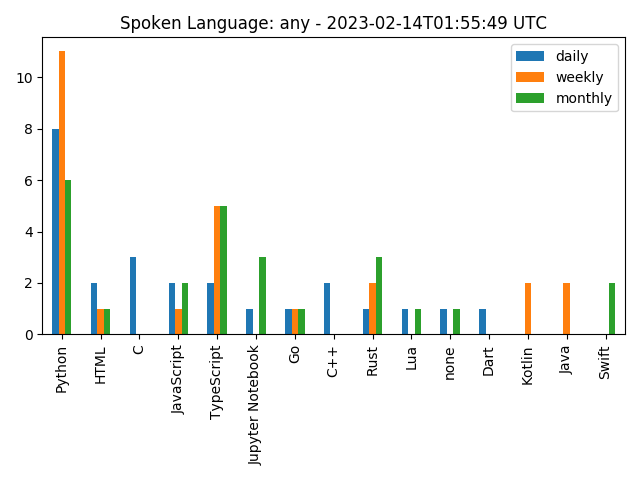 Spoken Language: any - 2023-02-14T01:55:49 UTC
daily
weekly
monthly
10
8
6
4
2
0
Python
HTML
C
JavaScript
TypeScript
Jupyter Notebook
Go
C++
Rust
Lua
none
Dart
Kotlin
Java
Swift